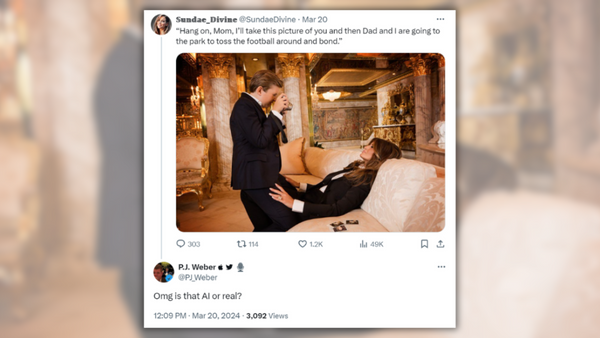 Sundae_Divine @SundaeDivine · Mar 20
"Hang on, Mom, I'll take this picture of you and then Dad and I are going to
the park to toss the football around and bond."
303 114 1.2K 49K
P.J. Weber
@PJ_Weber
Omg is that AI or real?
12:09 PM · Mar 20, 2024 · 3,092 Views